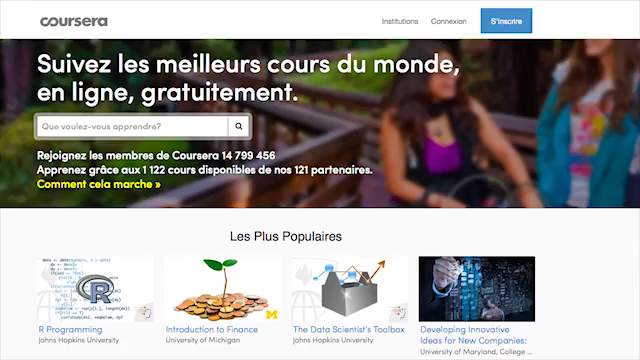 coursera
Institutions
Connexion
S'inscrire
Suivez les meilleurs cours du monde,
en ligne, gratuitement.
Que voulez-vous apprendre?
Rejoignez les membres de Coursera 14 799 456
Apprenez grâce aux 1 122 cours disponibles de nos 121 partenaires.
Comment cela marche »
Les Plus Populaires
R
M
R Programming
Johns Hopkins University
Introduction to Finance
University of Michigan
The Data Scientist's Toolbox
Johns Hopkins University
Developing Innovative
Ideas for New Companies:
University of Maryland, College ...